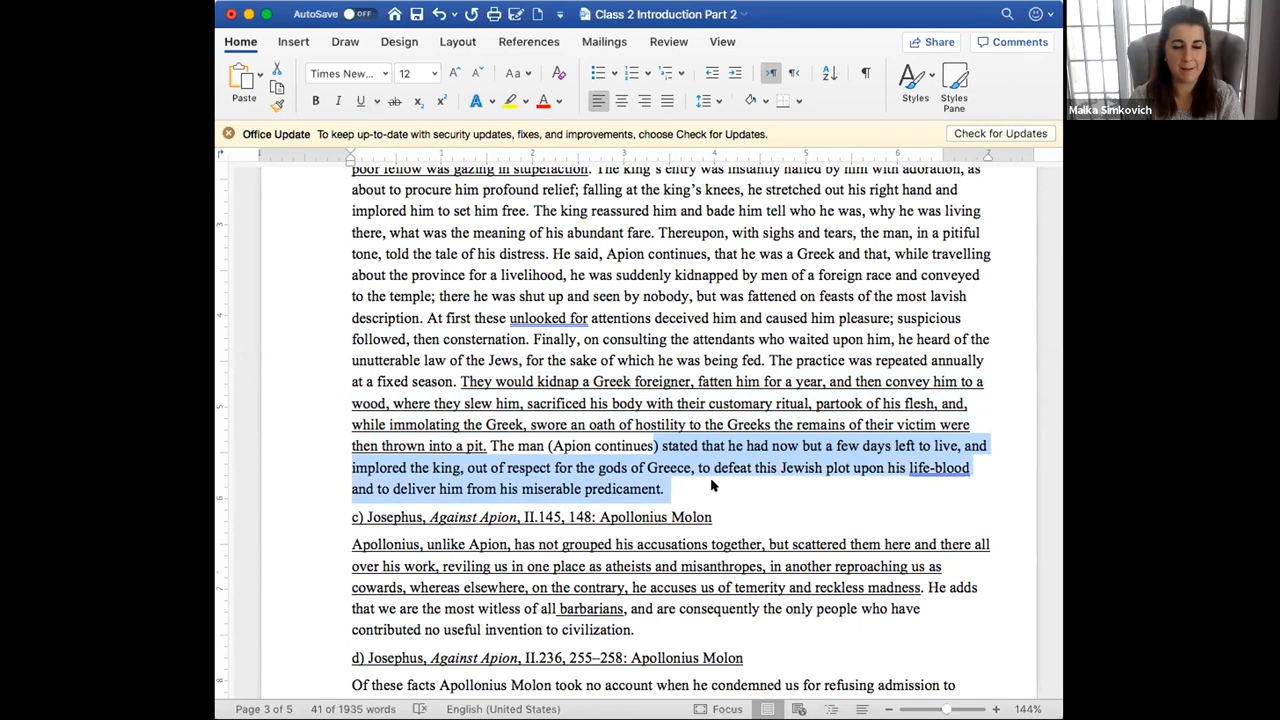 AutoSave OFF Class 2 Introduction Part 2
Home Insert Draw Design Layout References Mailings Review View Share Comments
Paste Times New... 12 Aa Styles Styles Pane
Malka Simkovich
Office Update To keep up-to-date with security updates, fixes, and improvements, choose Check for Updates. Check for Updates
1 1 2 3 4 5 6 7
poor fellow was gazing in stupefaction. The king's entry was instantly hailed by him with adoration, as
about to procure him profound relief; falling at the king's knees, he stretched out his right hand and
implored him to set him free. The king reassured him and bade him tell who he was, why he was living
there, what was the meaning of his abundant fare. Thereupon, with sighs and tears, the man, in a pitiful
tone, told the tale of his distress. He said, Apion continues, that he was a Greek and that, while travelling
about the province for a livelihood, he was suddenly kidnapped by men of a foreign race and conveyed
to the temple; there he was shut up and seen by nobody, but was fattened on feasts of the most lavish
description. At first these unlooked for attentions deceived him and caused him pleasure; suspicious
followed, then consternation. Finally, on consulting the attendants who waited upon him, he heard of the
unutterable law of the Jews, for the sake of which he was being fed. The practice was repeated annually
at a fixed season. They would kidnap a Greek foreigner, fatten him for a year, and then convey him to a
wood, where they slew him, sacrificed his body with their customary ritual, partook of his flesh, and,
while immolating the Greek, swore an oath of hostility to the Greeks the remains of their victim were
then thrown into a pit. The man (Apion continues) stated that he had now but a few days left to live, and
implored the king, out of respect for the gods of Greece, to defeat this Jewish plot upon his life-blood
and to deliver him from his miserable predicament.
c) Josephus, Against Apion, II.145, 148: Apollonius Molon
Apollonius, unlike Apion, has not grouped his accusations together, but scattered them here and there all
over his work, reviling us in one place as atheists and misanthropes, in another reproaching us as
cowards, whereas elsewhere, on the contrary, he accuses us of temerity and reckless madness. He adds
that we are the most witless of all barbarians, and are consequently the only people who have
contributed no useful invention to civilization.
d) Josephus, Against Apion, II.236, 255–258: Apollonius Molon
Of these facts Apollonius Molon took no account when he condemned us for refusing admission to
Page 3 of 5 41 of 1935 words English (United States) Focus 144%